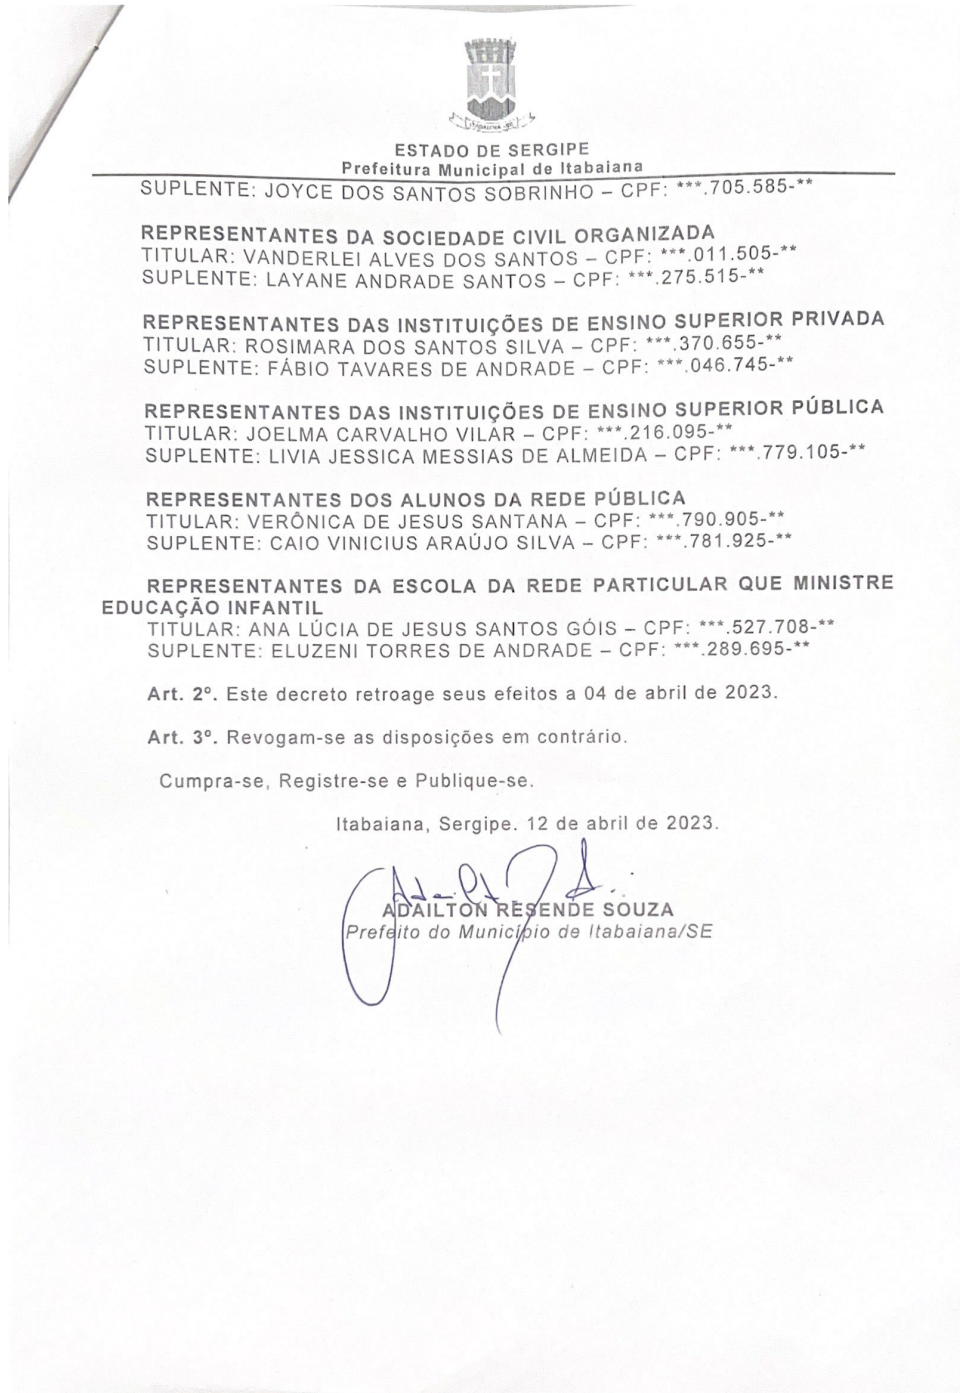 ITABAIANA - SE
ESTADO DE SERGIPE
Prefeitura Municipal de Itabaiana
SUPLENTE: JOYCE DOS SANTOS SOBRINHO – CPF: ***.705.585-**
REPRESENTANTES DA SOCIEDADE CIVIL ORGANIZADA
TITULAR: VANDERLEI ALVES DOS SANTOS – CPF: ***.011.505-**
SUPLENTE: LAYANE ANDRADE SANTOS – CPF: ***.275.515-**
REPRESENTANTES DAS INSTITUIÇÕES DE ENSINO SUPERIOR PRIVADA
TITULAR: ROSIMARA DOS SANTOS SILVA – CPF: ***.370.655-**
SUPLENTE: FÁBIO TAVARES DE ANDRADE – CPF: ***.046.745-**
REPRESENTANTES DAS INSTITUIÇÕES DE ENSINO SUPERIOR PÚBLICA
TITULAR: JOELMA CARVALHO VILAR – CPF: ***.216.095-**
SUPLENTE: LIVIA JESSICA MESSIAS DE ALMEIDA – CPF: ***.779.105-**
REPRESENTANTES DOS ALUNOS DA REDE PÚBLICA
TITULAR: VERÔNICA DE JESUS SANTANA – CPF: ***.790.905-**
SUPLENTE: CAIO VINICIUS ARAÚJO SILVA – CPF: ***.781.925-**
REPRESENTANTES DA ESCOLA DA REDE PARTICULAR QUE MINISTRE
EDUCAÇÃO INFANTIL
TITULAR: ANA LÚCIA DE JESUS SANTOS GÓIS – CPF: ***.527.708-**
SUPLENTE: ELUZENI TORRES DE ANDRADE – CPF: ***.289.695-**
Art. 2º. Este decreto retroage seus efeitos a 04 de abril de 2023.
Art. 3º. Revogam-se as disposições em contrário.
Cumpra-se, Registre-se e Publique-se.
Itabaiana, Sergipe. 12 de abril de 2023.
ADAILTON RESENDE SOUZA
Prefeito do Município de Itabaiana/SE